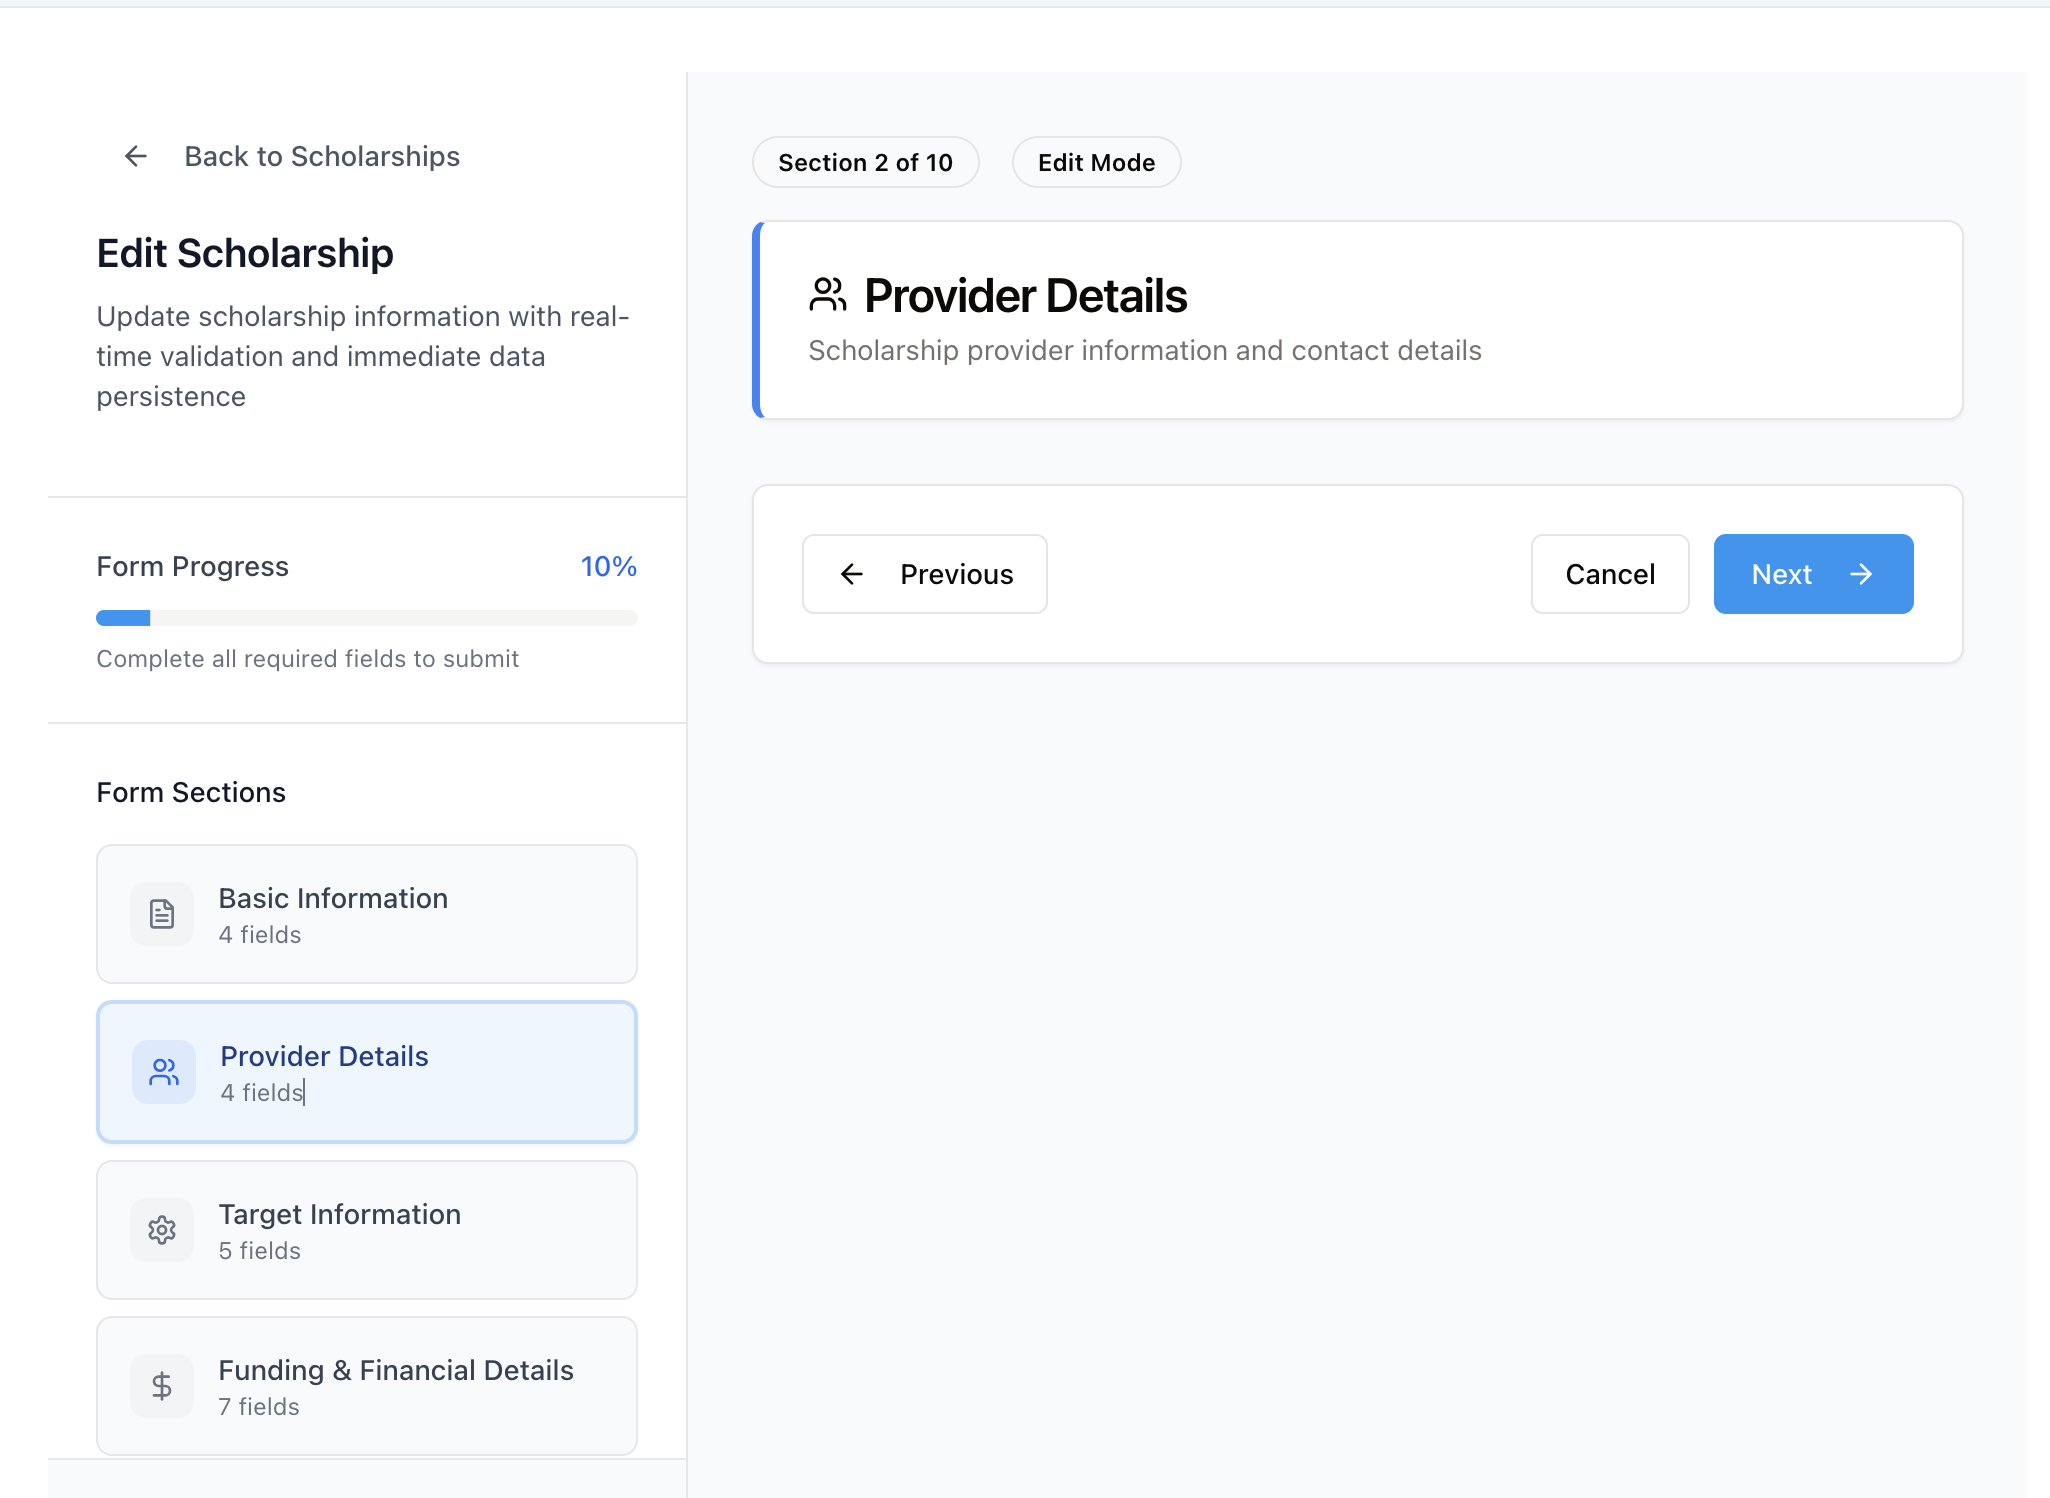 Back to Scholarships
Edit Scholarship
Update scholarship information with real-
time validation and immediate data
persistence
Form Progress
10%
Complete all required fields to submit
Form Sections
Basic Information
4 fields
Provider Details
4 fields
Target Information
5 fields
Funding & Financial Details
7 fields
Section 2 of 10
Edit Mode
Provider Details
Scholarship provider information and contact details
Previous
Cancel
Next